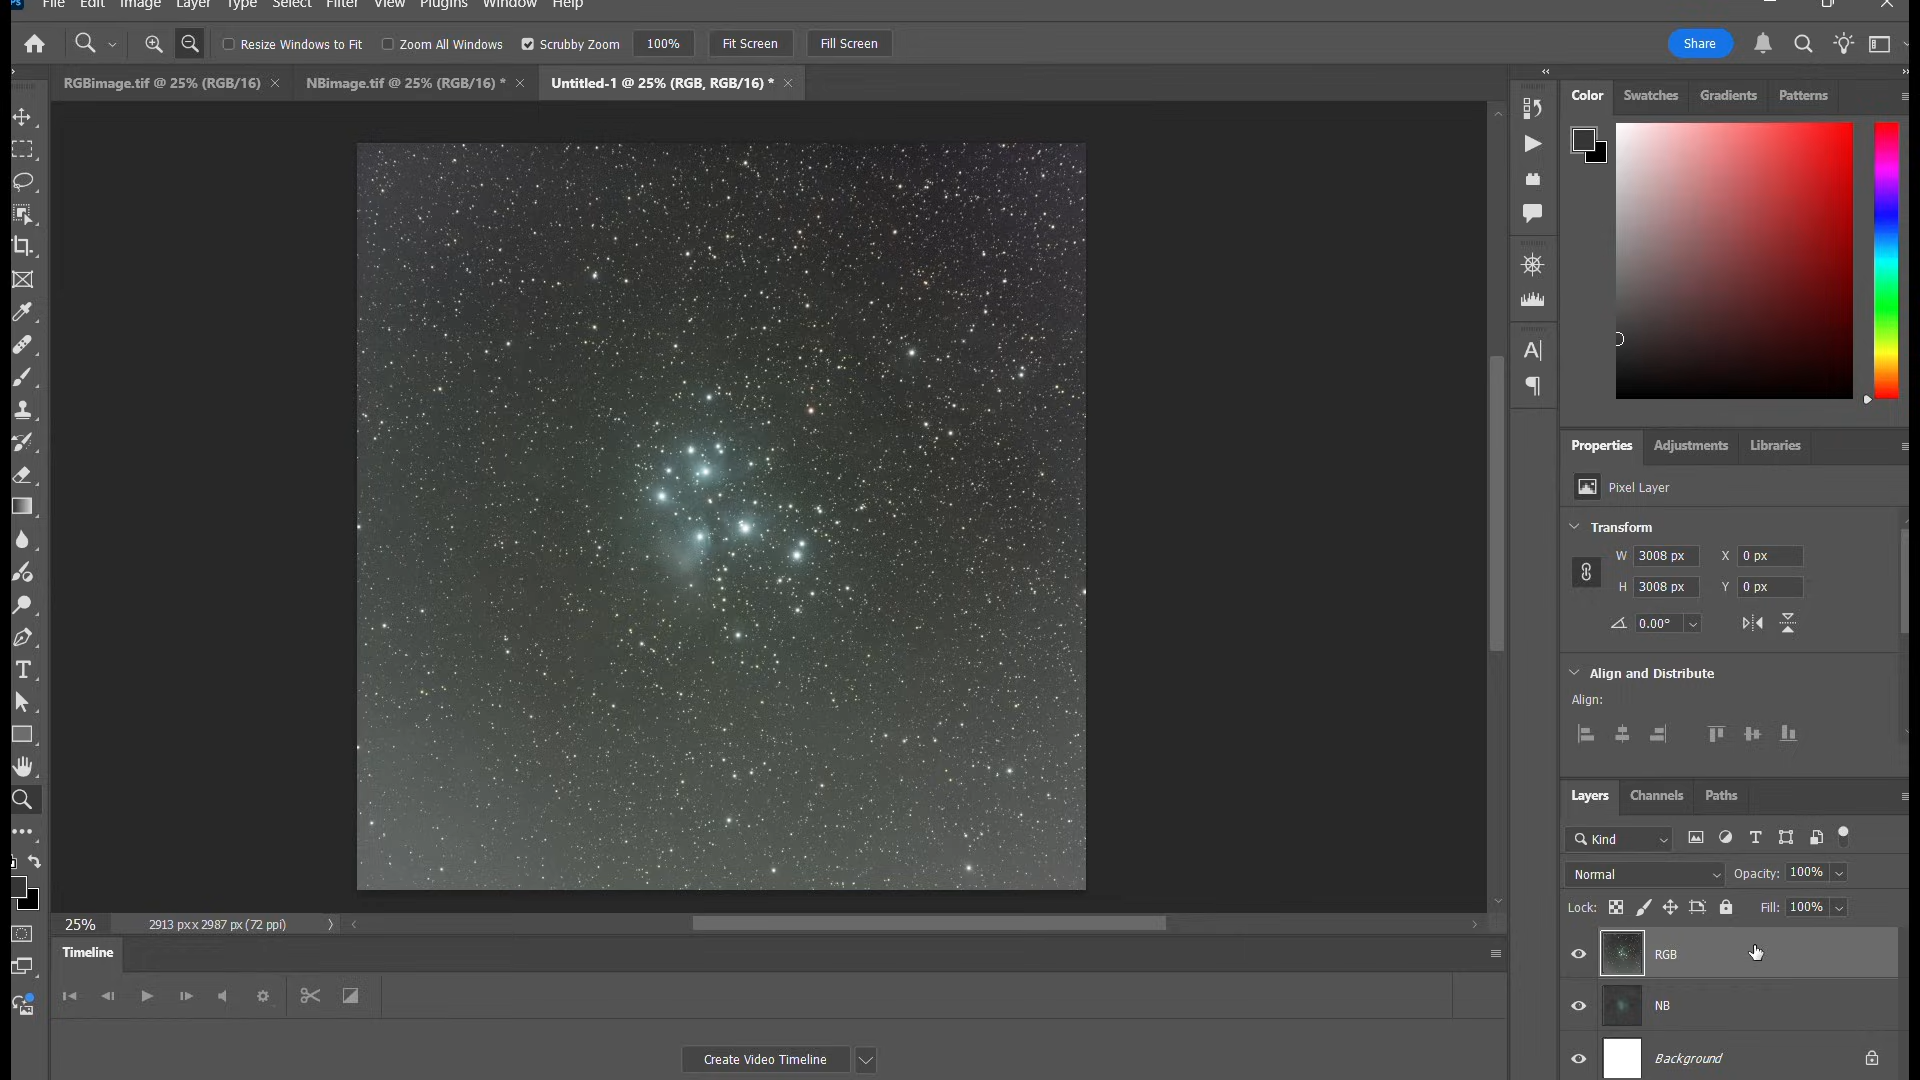 Ps File Edit Image Layer Type Select Filter View Plugins Window Help
Resize Windows to Fit Zoom All Windows Scrubby Zoom 100% Fit Screen Fill Screen Share
RGBimage.tif @ 25% (RGB/16) × NBimage.tif @ 25% (RGB/16) * × Untitled-1 @ 25% (RGB, RGB/16) * ×
Color Swatches Gradients Patterns
Properties Adjustments Libraries
Pixel Layer
Transform
W 3008 px X 0 px
H 3008 px Y 0 px
0.00°
Align and Distribute
Align:
Layers Channels Paths
Kind
Normal Opacity: 100%
Lock: Fill: 100%
RGB
NB
Background
25% 2913 px x 2987 px (72 ppi)
Timeline
Create Video Timeline